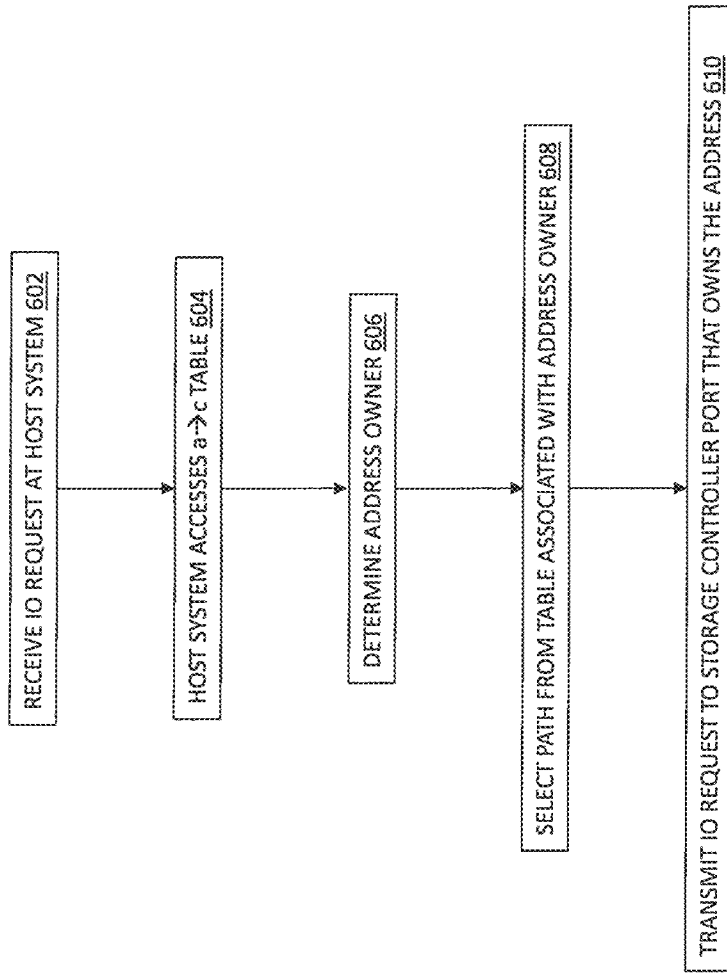 RECEIVE IO REQUEST AT HOST SYSTEM 602
HOST SYSTEM ACCESSES a→c TABLE 604
DETERMINE ADDRESS OWNER 606
SELECT PATH FROM TABLE ASSOCIATED WITH ADDRESS OWNER 608
TRANSMIT IO REQUEST TO STORAGE CONTROLLER PORT THAT OWNS THE ADDRESS 610